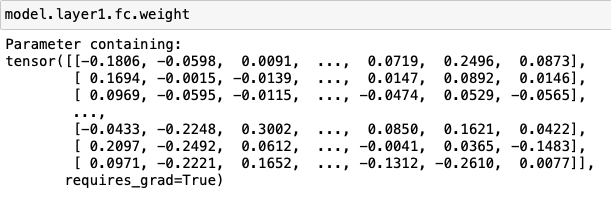 model.layer1.fc.weight
Parameter containing:
tensor([[-0.1806, -0.0598,  0.0091,  ...,  0.0719,  0.2496,  0.0873],
        [ 0.1694, -0.0015, -0.0139,  ...,  0.0147,  0.0892,  0.0146],
        [ 0.0969, -0.0595, -0.0115,  ..., -0.0474,  0.0529, -0.0565],
        ...,
        [-0.0433, -0.2248,  0.3002,  ...,  0.0850,  0.1621,  0.0422],
        [ 0.2097, -0.2492,  0.0612,  ..., -0.0041,  0.0365, -0.1483],
        [ 0.0971, -0.2221,  0.1652,  ..., -0.1312, -0.2610,  0.0077]],
       requires_grad=True)